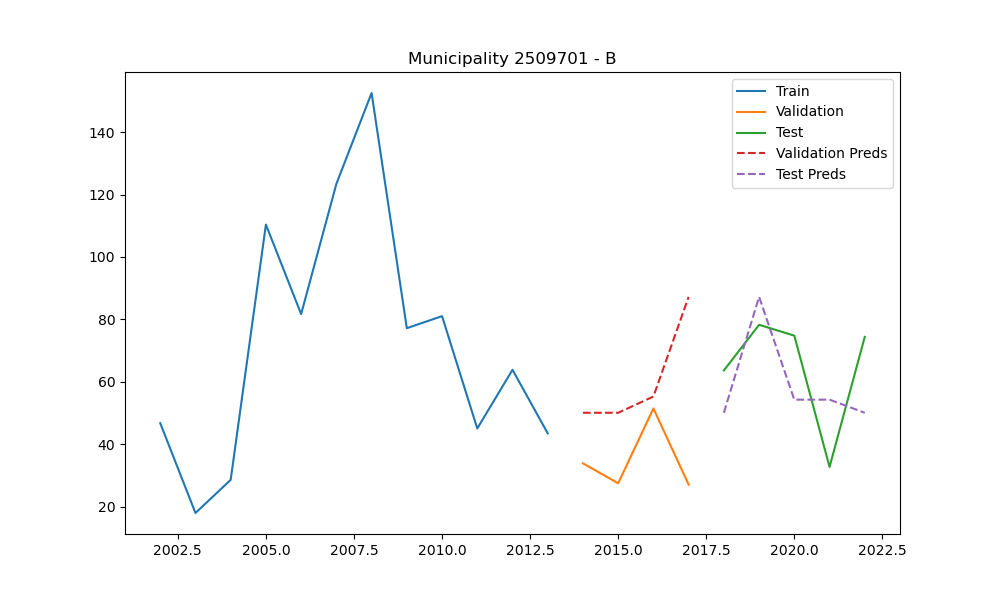 Municipality 2509701 - B
Train
Validation
Test
Validation Preds
Test Preds
140
120
100
80
60
40
20
2002.5 2005.0 2007.5 2010.0 2012.5 2015.0 2017.5 2020.0 2022.5